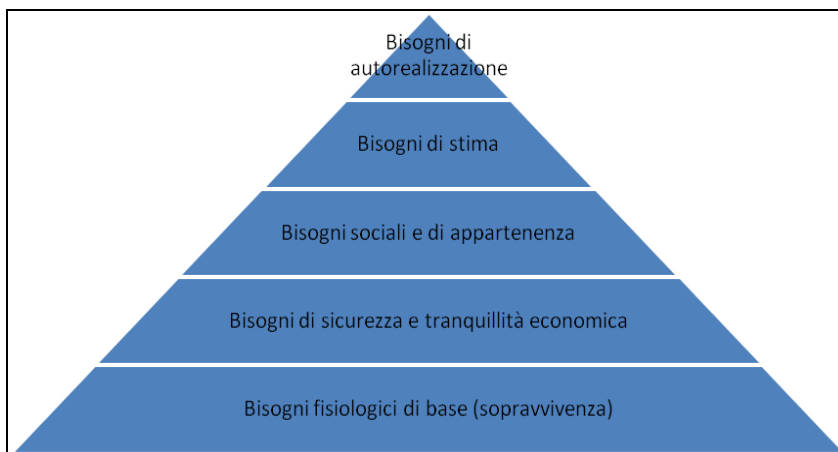 Bisogni di
autorealizzazione
Bisogni di stima
Bisogni sociali e di appartenenza
Bisogni di sicurezza e tranquillità economica
Bisogni fisiologici di base (sopravvivenza)